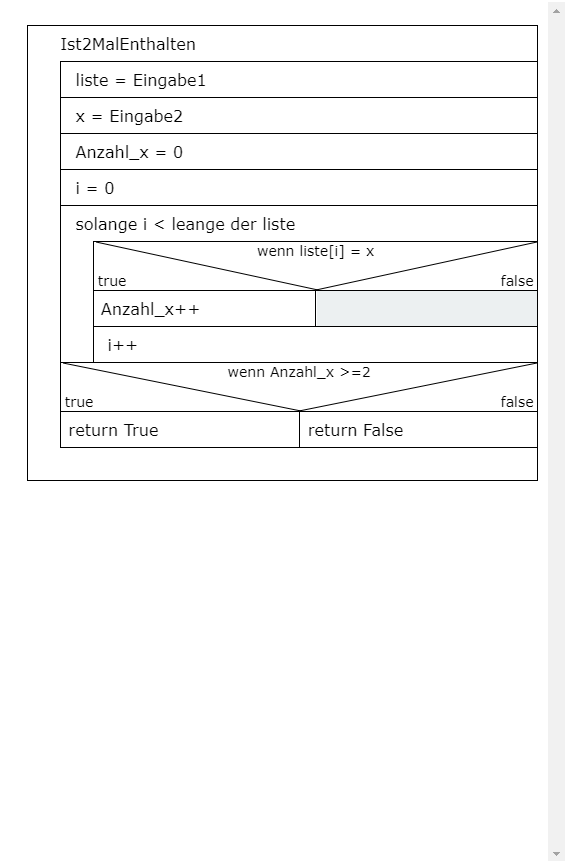 Ist2MalEnthalten
liste = Eingabe1
x = Eingabe2
Anzahl_x = 0
i = 0
solange i < leange der liste
wenn liste[i] = x
true false
Anzahl_x++
i++
wenn Anzahl_x >=2
true false
return True return False